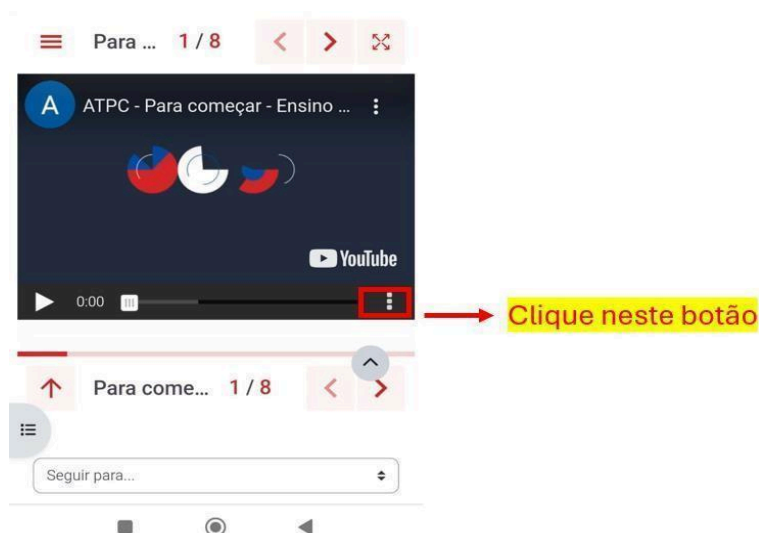 Para ... 1 / 8
A ATPC - Para começar - Ensino ...
YouTube
0:00
Clique neste botão
Para come... 1 / 8
Seguir para...